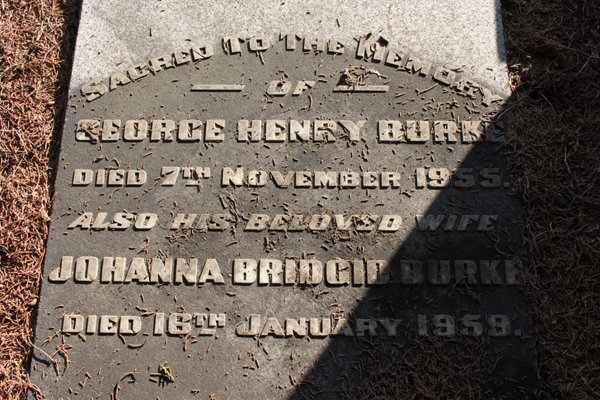 SACRED TO THE MEMORY
OF
GEORGE HENRY BURKE
DIED 7TH NOVEMBER 1955.
ALSO HIS BELOVED WIFE
JOHANNA BRIDGID BURKE
DIED 16TH JANUARY 1959.